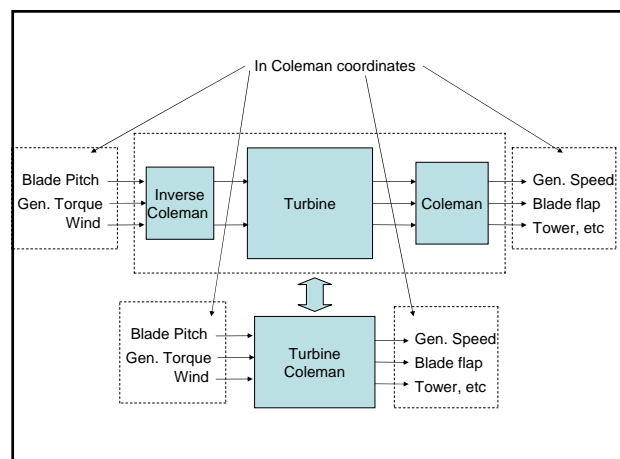 In Coleman coordinates
Blade Pitch
Gen. Torque
Wind
Inverse
Coleman
Turbine
Coleman
Gen. Speed
Blade flap
Tower, etc
Blade Pitch
Gen. Torque
Wind
Turbine
Coleman
Gen. Speed
Blade flap
Tower, etc